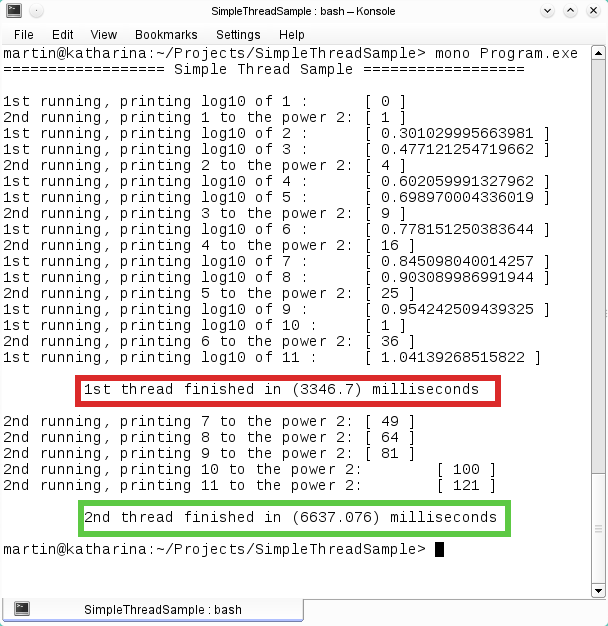 SimpleThreadSample : bash – Konsole
File Edit View Bookmarks Settings Help
martin@katharina:~/Projects/SimpleThreadSample> mono Program.exe
================== Simple Thread Sample ==================
1st running, printing log10 of 1 : [ 0 ]
2nd running, printing 1 to the power 2: [ 1 ]
1st running, printing log10 of 2 : [ 0.301029995663981 ]
1st running, printing log10 of 3 : [ 0.477121254719662 ]
2nd running, printing 2 to the power 2: [ 4 ]
1st running, printing log10 of 4 : [ 0.602059991327962 ]
1st running, printing log10 of 5 : [ 0.698970004336019 ]
2nd running, printing 3 to the power 2: [ 9 ]
1st running, printing log10 of 6 : [ 0.778151250383644 ]
2nd running, printing 4 to the power 2: [ 16 ]
1st running, printing log10 of 7 : [ 0.845098040014257 ]
1st running, printing log10 of 8 : [ 0.903089986991944 ]
2nd running, printing 5 to the power 2: [ 25 ]
1st running, printing log10 of 9 : [ 0.954242509439325 ]
1st running, printing log10 of 10 : [ 1 ]
2nd running, printing 6 to the power 2: [ 36 ]
1st running, printing log10 of 11 : [ 1.04139268515822 ]
1st thread finished in (3346.7) milliseconds
2nd running, printing 7 to the power 2: [ 49 ]
2nd running, printing 8 to the power 2: [ 64 ]
2nd running, printing 9 to the power 2: [ 81 ]
2nd running, printing 10 to the power 2: [ 100 ]
2nd running, printing 11 to the power 2: [ 121 ]
2nd thread finished in (6637.076) milliseconds
martin@katharina:~/Projects/SimpleThreadSample>
SimpleThreadSample : bash